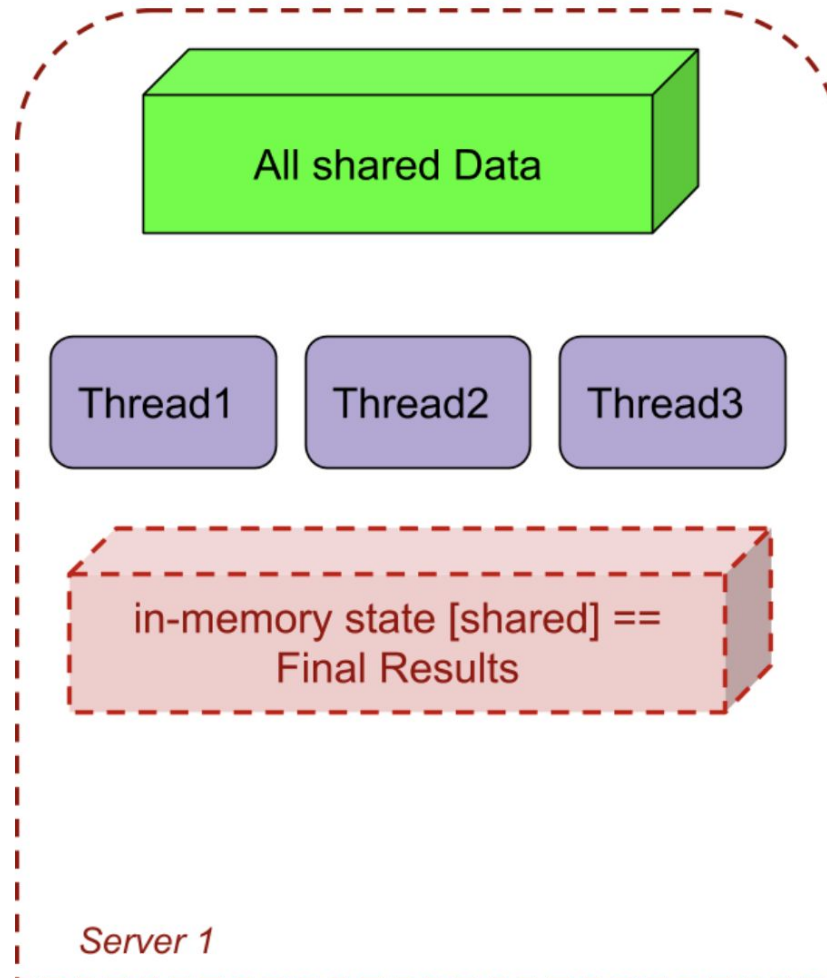 All shared Data
Thread1
Thread2
Thread3
in-memory state [shared] ==
Final Results
Server 1